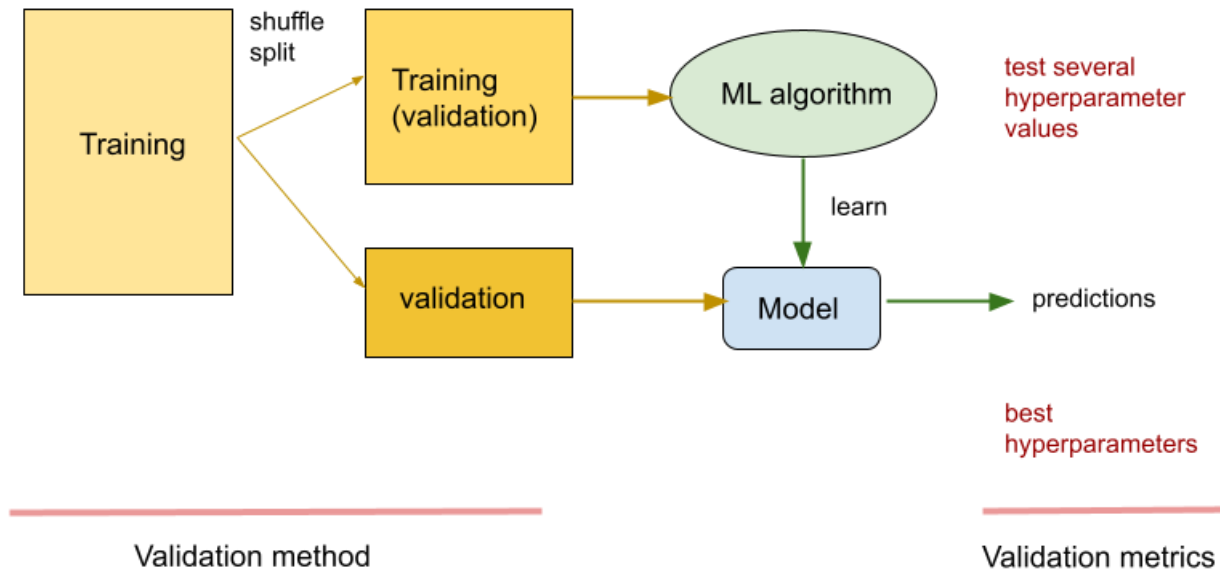 shuffle
split
Training
Training
(validation)
ML algorithm
test several
hyperparameter
values
learn
validation
Model
predictions
best
hyperparameters
Validation method
Validation metrics